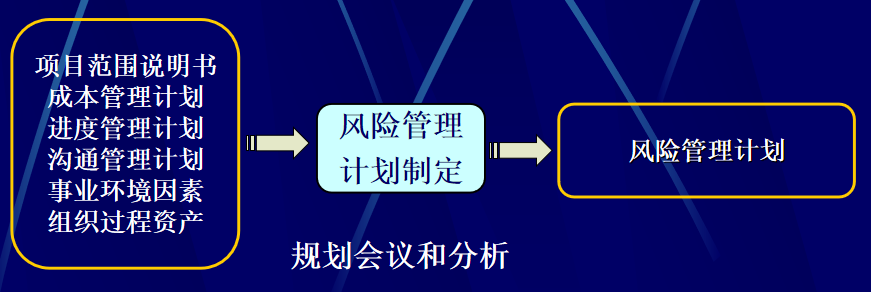 项目范围说明书
成本管理计划
进度管理计划
沟通管理计划
事业环境因素
组织过程资产
风险管理
计划制定
风险管理计划
规划会议和分析